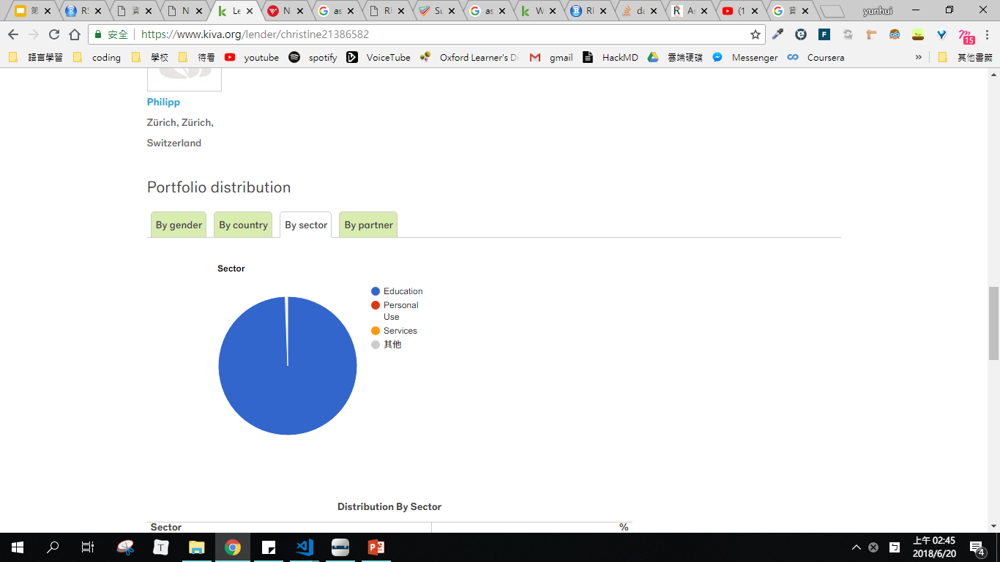 第
RS
資
N
Le
N
as
RI
Su
as
W
RI
da
As
(1
貨
yunhui
安全
https://www.kiva.org/lender/christine21386582
15
語言學習
coding
學校
待看
youtube
spotify
VoiceTube
Oxford Learner's Di
gmail
HackMD
雲端硬碟
Messenger
Coursera
»
其他書籤
Philipp
Zürich, Zürich,
Switzerland
Portfolio distribution
By gender
By country
By sector
By partner
Sector
Education
Personal
Use
Services
其他
Distribution By Sector
Sector
%
上午 02:45
2018/6/20
4